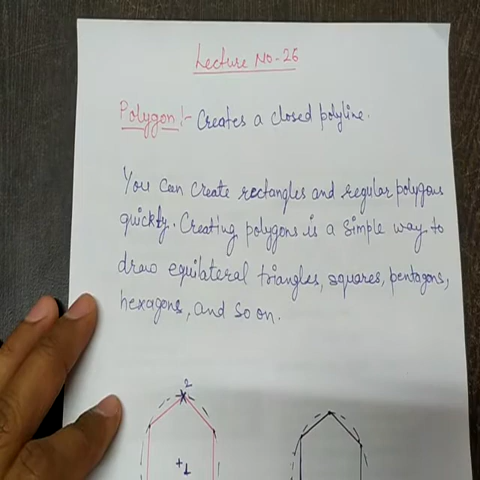 Lecture No-26
Polygon:- Creates a closed polyline.
You can create rectangles and regular polygons
quickly. Creating polygons is a simple way to
draw equilateral triangles, squares, pentagons,
hexagons, and so on.
2
+1